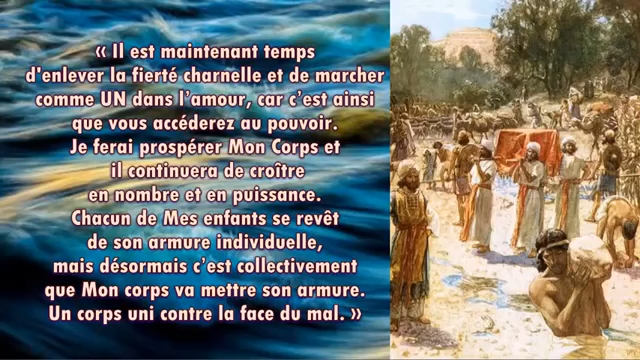 « Il est maintenant temps
d'enlever la fierté charnelle et de marcher
comme UN dans l’amour, car c’est ainsi
que vous accéderez au pouvoir.
Je ferai prospérer Mon Corps et
il continuera de croître
en nombre et en puissance.
Chacun de Mes enfants se revêt
de son armure individuelle,
mais désormais c’est collectivement
que Mon corps va mettre son armure.
Un corps uni contre la face du mal. »